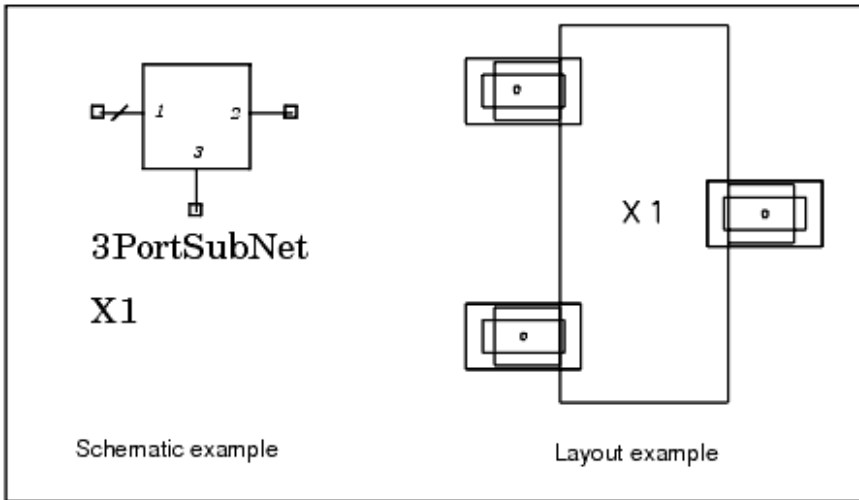 1 2
3
3PortSubNet
X1
Schematic example
o
X 1
o
o
Layout example